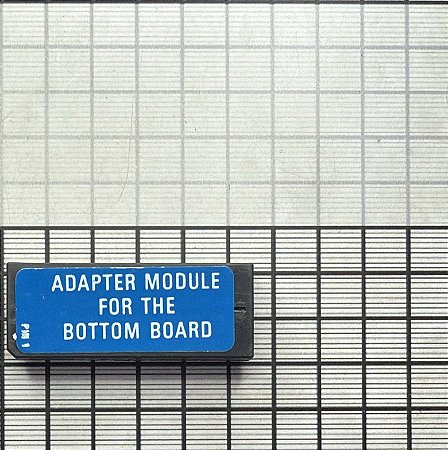 ADAPTER MODULE
FOR THE
BOTTOM BOARD
PIN 1